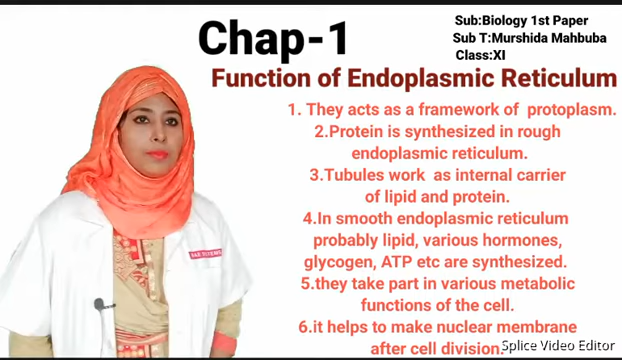 Chap-1
Sub:Biology 1st Paper
Sub T:Murshida Mahbuba
Class:XI
Function of Endoplasmic Reticulum
1. They acts as a framework of protoplasm.
2.Protein is synthesized in rough
endoplasmic reticulum.
3.Tubules work as internal carrier
of lipid and protein.
4.In smooth endoplasmic reticulum
probably lipid, various hormones,
glycogen, ATP etc are synthesized.
5.they take part in various metabolic
functions of the cell.
6.it helps to make nuclear membrane
after cell division.
Splice Video Editor